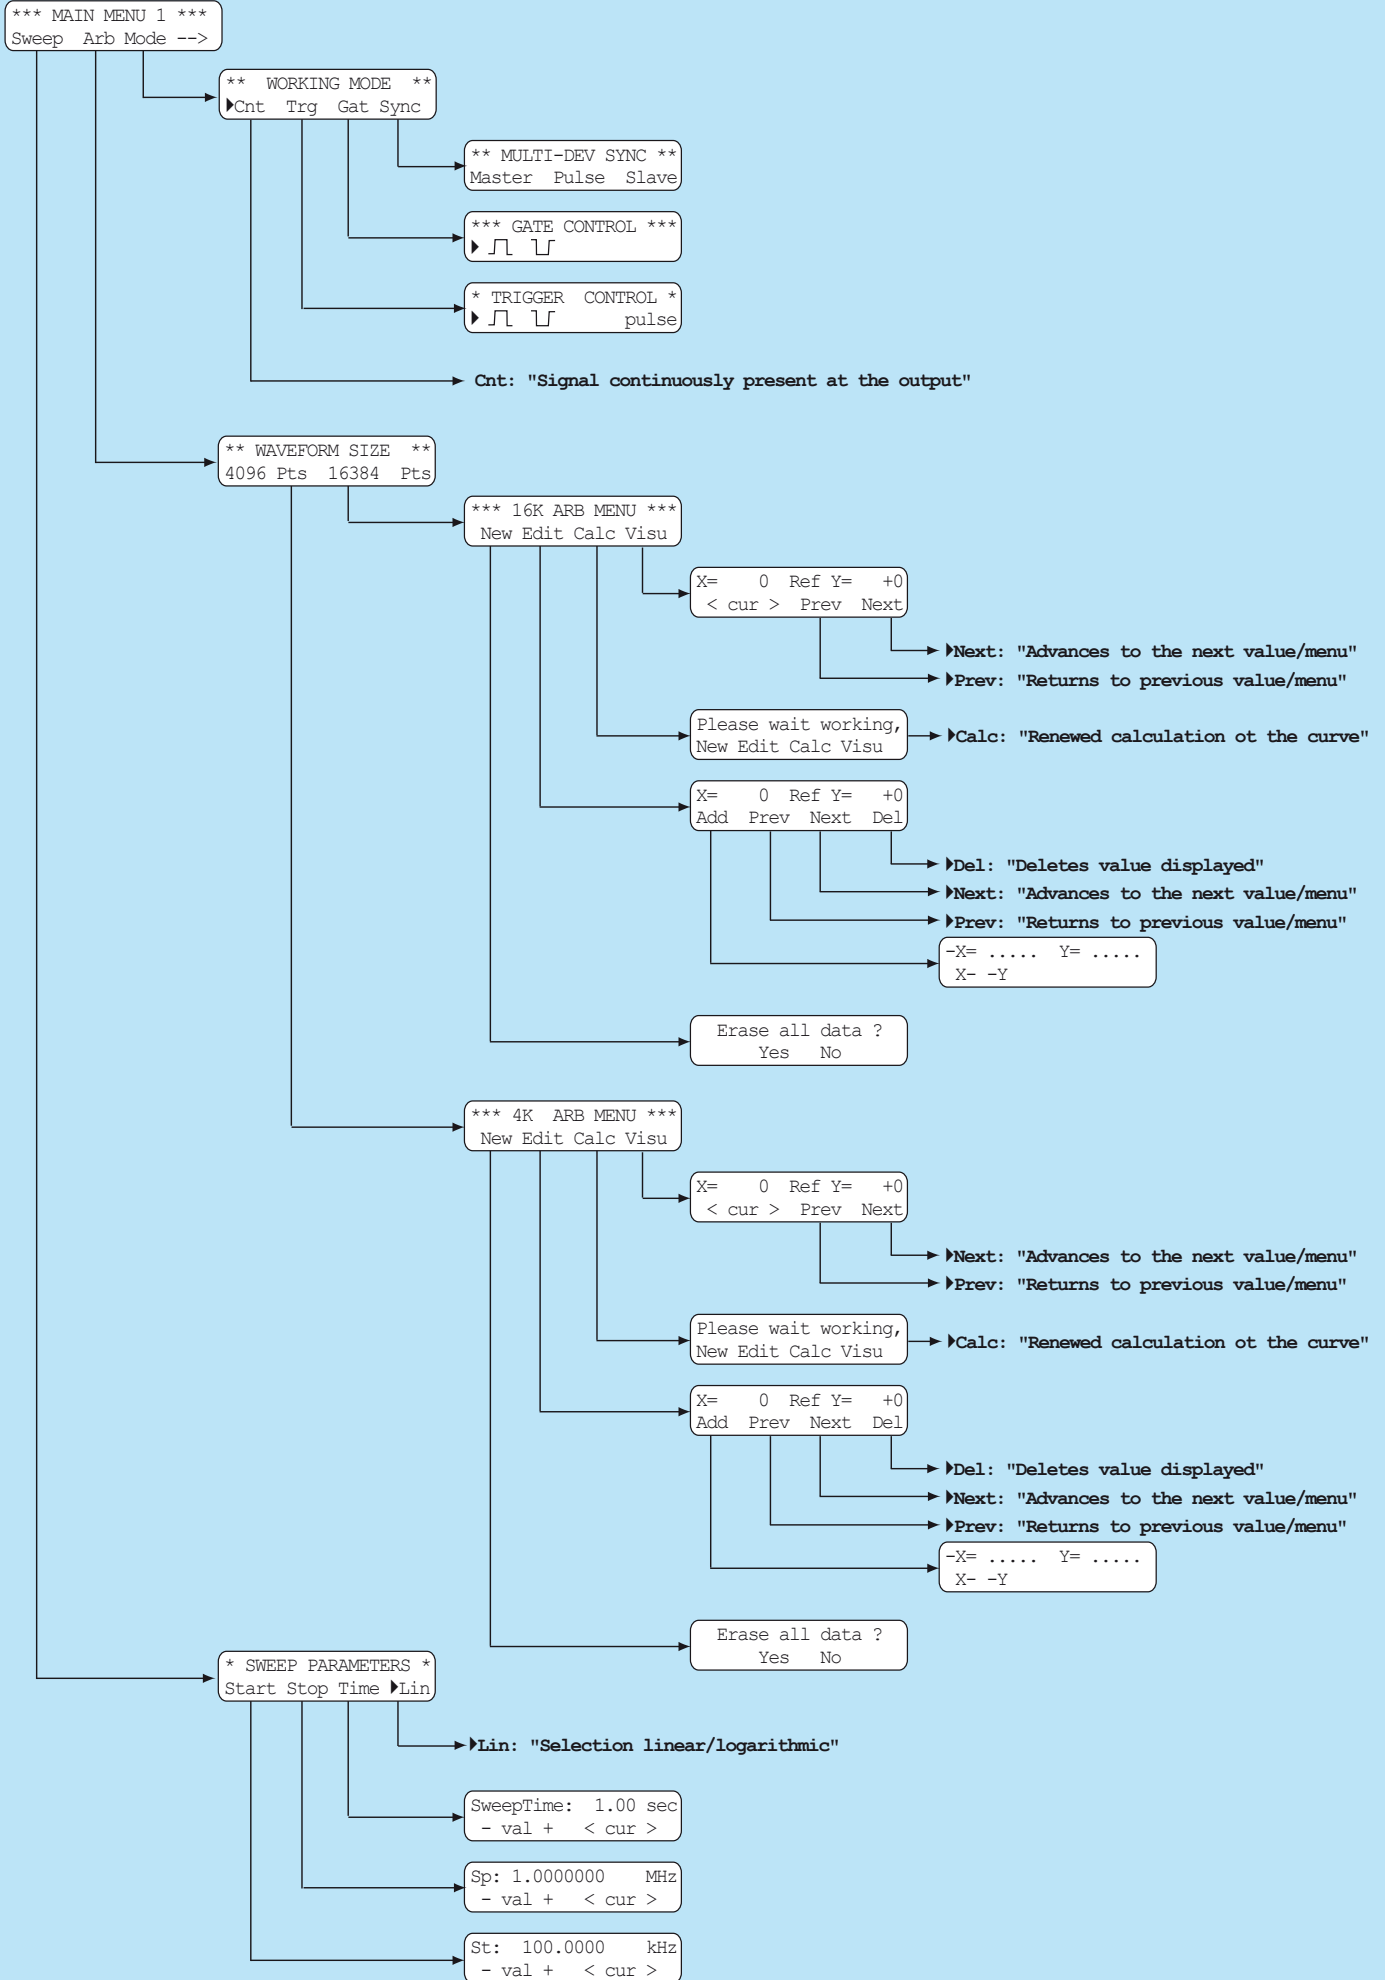 *** MAIN MENU 1 ***
Sweep Arb Mode -->
** WORKING MODE **
Cnt Trg Gat Sync
** MULTI-DEV SYNC **
Master Pulse Slave
*** GATE CONTROL ***
* TRIGGER CONTROL *
pulse
Cnt: "Signal continuously present at the output"
** WAVEFORM SIZE **
4096 Pts 16384 Pts
*** 16K ARB MENU ***
New Edit Calc Visu
X= 0 Ref Y= +0
< cur > Prev Next
Next: "Advances to the next value/menu"
Prev: "Returns to previous value/menu"
Please wait working,
New Edit Calc Visu
Calc: "Renewed calculation ot the curve"
X= 0 Ref Y= +0
Add Prev Next Del
Del: "Deletes value displayed"
Next: "Advances to the next value/menu"
Prev: "Returns to previous value/menu"
-X= ..... Y= .....
X- -Y
Erase all data ?
Yes No
*** 4K ARB MENU ***
New Edit Calc Visu
X= 0 Ref Y= +0
< cur > Prev Next
Next: "Advances to the next value/menu"
Prev: "Returns to previous value/menu"
Please wait working,
New Edit Calc Visu
Calc: "Renewed calculation ot the curve"
X= 0 Ref Y= +0
Add Prev Next Del
Del: "Deletes value displayed"
Next: "Advances to the next value/menu"
Prev: "Returns to previous value/menu"
-X= ..... Y= .....
X- -Y
Erase all data ?
Yes No
* SWEEP PARAMETERS *
Start Stop Time Lin
Lin: "Selection linear/logarithmic"
SweepTime: 1.00 sec
- val + < cur >
Sp: 1.0000000 MHz
- val + < cur >
St: 100.0000 kHz
- val + < cur >